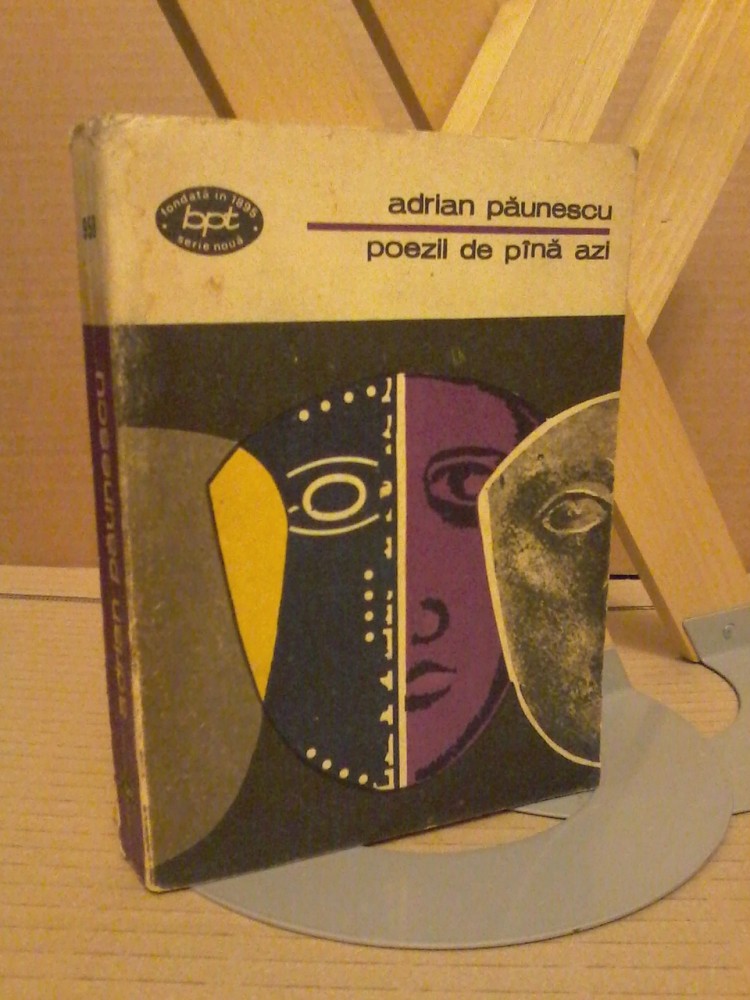 fondată în 1895
bpt
serie nouă
adrian păunescu
poezii de pînă azi
adrian păunescu